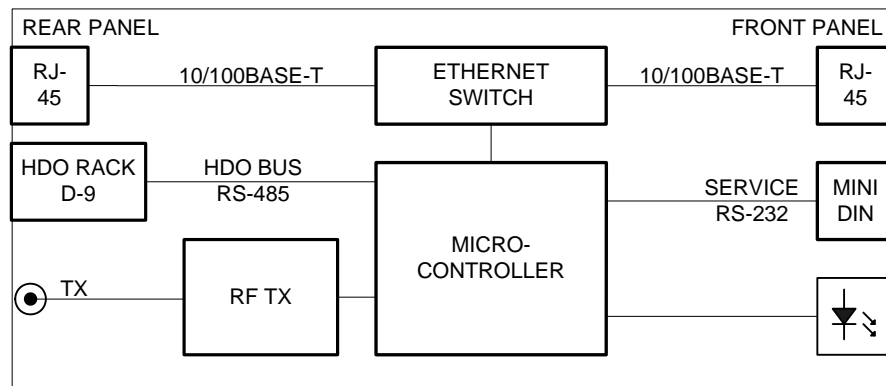 REAR PANEL
FRONT PANEL
RJ-
45
10/100BASE-T
ETHERNET
SWITCH
10/100BASE-T
RJ-
45
HDO RACK
D-9
HDO BUS
RS-485
MICRO-
CONTROLLER
SERVICE
RS-232
MINI
DIN
TX
RF TX